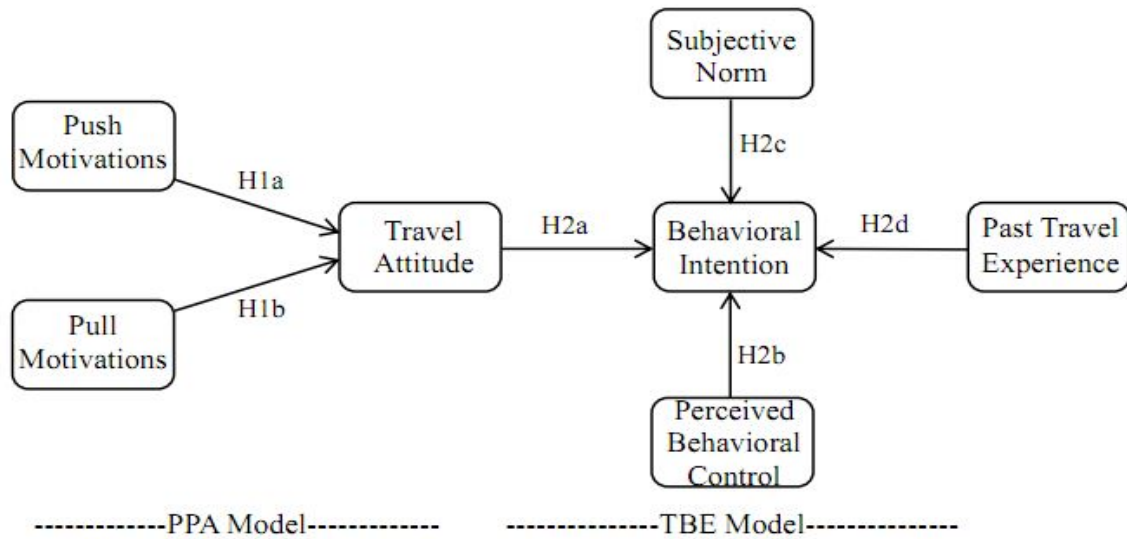 Subjective
Norm
Push
Motivations
H2c
H1a
Travel
Attitude
H2a
Behavioral
Intention
H2d
Past Travel
Experience
H1b
Pull
Motivations
H2b
Perceived
Behavioral
Control
-------------PPA Model-------------
---------------TBE Model---------------